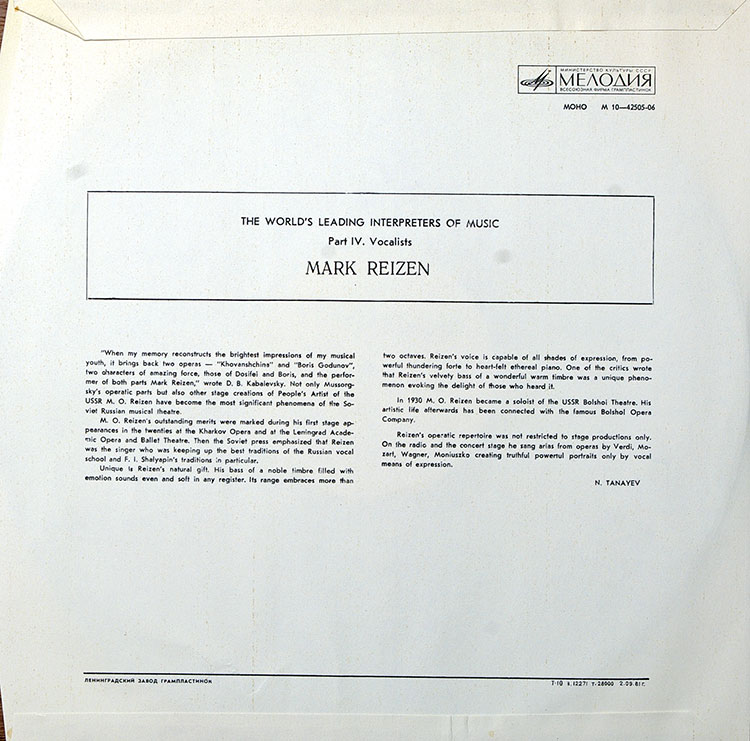 МИНИСТЕРСТВО КУЛЬТУРЫ СССР
МЕЛОДИЯ
ВСЕСОЮЗНАЯ ФИРМА ГРАМПЛАСТИНОК
МОНО М 10—42505-06
THE WORLD'S LEADING INTERPRETERS OF MUSIC
Part IV. Vocalists
MARK REIZEN
"When my memory reconstructs the brightest impressions of my musical
youth, it brings back two operas — "Khovanshchina" and "Boris Godunov",
two characters of amazing force, those of Dosifei and Boris, and the perfor-
mer of both parts Mark Reizen," wrote D. B. Kabalevsky. Not only Mussorg-
sky's operatic parts but also other stage creations of People's Artist of the
USSR M. O. Reizen have become the most significant phenomena of the So-
viet Russian musical theatre.
M. O. Reizen's outstanding merits were marked during his first stage ap-
pearances in the twenties at the Kharkov Opera and at the Leningrad Acade-
mic Opera and Ballet Theatre. Then the Soviet press emphasized that Reizen
was the singer who was keeping up the best traditions of the Russian vocal
school and F. I. Shalyapin's traditions in particular.
Unique is Reizen's natural gift. His bass of a noble timbre filled with
emotion sounds even and soft in any register. Its range embraces more than
two octaves. Reizen's voice is capable of all shades of expression, from po-
werful thundering forte to heart-felt ethereal piano. One of the critics wrote
that Reizen's velvety bass of a wonderful warm timbre was a unique pheno-
menon evoking the delight of those who heard it.
In 1930 M. O. Reizen became a soloist of the USSR Bolshoi Theatre. His
artistic life afterwards has been connected with the famous Bolshoi Opera
Company.
Reizen's operatic repertoire was not restricted to stage productions only.
On the radio and the concert stage he sang arias from operas by Verdi, Mo-
zart, Wagner, Moniuszko creating truthful powerful portraits only by vocal
means of expression.
N. TANAYEV
ЛЕНИНГРАДСКИЙ ЗАВОД ГРАМПЛАСТИНОК
Т-10 з.12271 т-28000 2.09.81г.